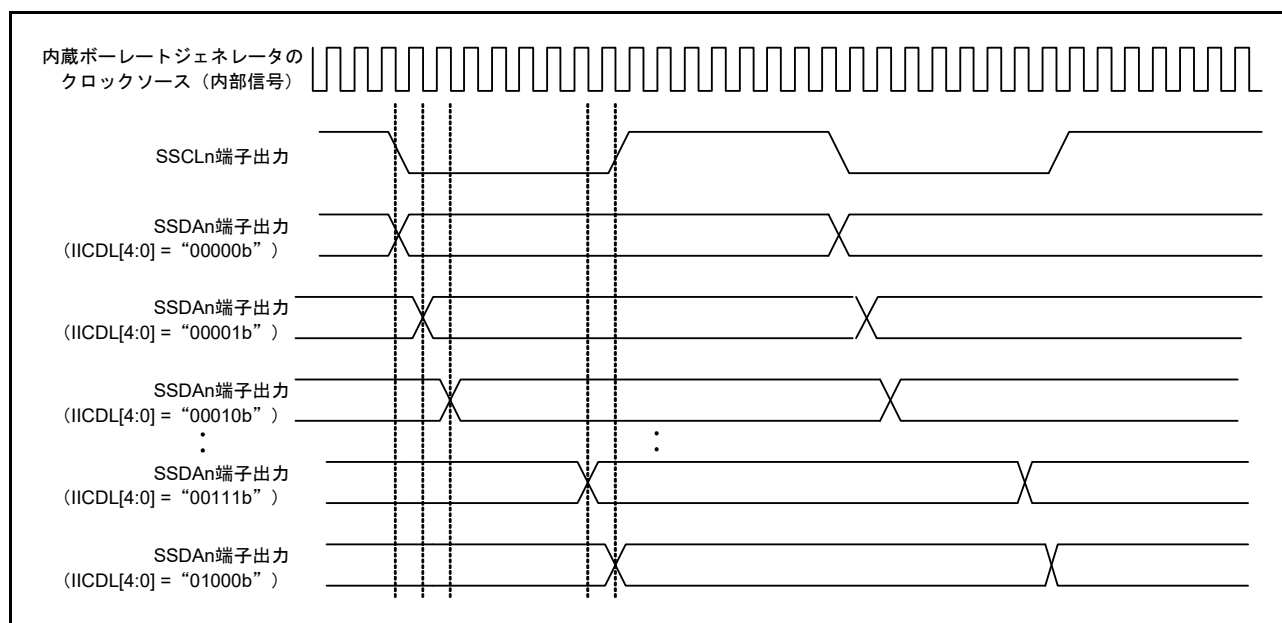 内蔵ボーレートジェネレータの
クロックソース（内部信号）
SSCLn端子出力
SSDAn端子出力
（IICDL[4:0] = “00000b” ）
SSDAn端子出力
（IICDL[4:0] = “00001b” ）
SSDAn端子出力
（IICDL[4:0] = “00010b” ）
SSDAn端子出力
（IICDL[4:0] = “00111b” ）
SSDAn端子出力
（IICDL[4:0] = “01000b” ）